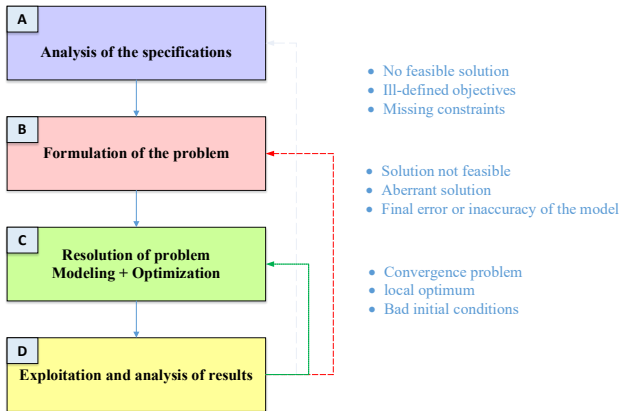 A
Analysis of the specifications
• No feasible solution
• Ill-defined objectives
• Missing constraints
B
Formulation of the problem
• Solution not feasible
• Aberrant solution
• Final error or inaccuracy of the model
C
Resolution of problem
Modeling + Optimization
• Convergence problem
• local optimum
• Bad initial conditions
D
Exploitation and analysis of results